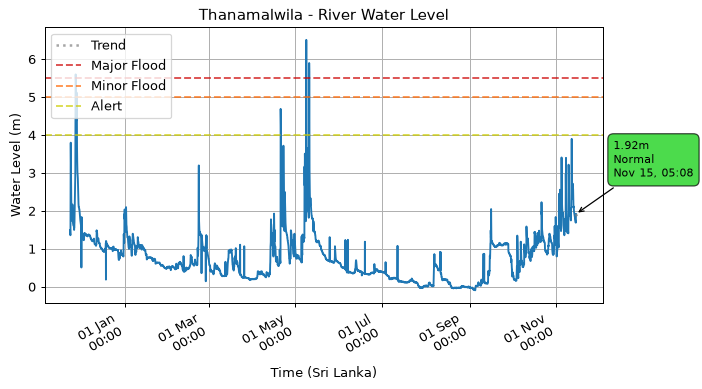 Thanamalwila - River Water Level
Trend
Major Flood
Minor Flood
Alert
Water Level (m)
6
5
4
3
2
1
0
1.92m
Normal
Nov 15, 05:08
01 Jan
00:00
01 Mar
00:00
01 May
00:00
01 Jul
00:00
01 Sep
00:00
01 Nov
00:00
Time (Sri Lanka)